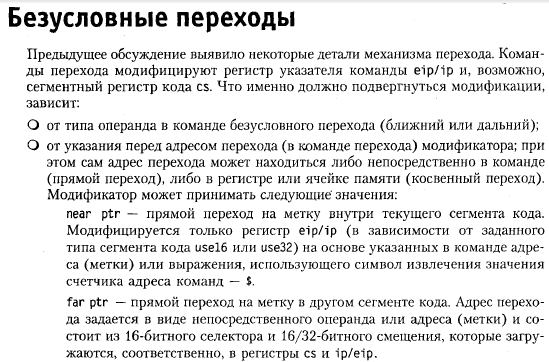 Безусловные переходы
Предыдущее обсуждение выявило некоторые детали механизма перехода. Коман-
ды перехода модифицируют регистр указателя команды eip/ip и, возможно,
сегментный регистр кода cs. Что именно должно подвергнуться модификации,
зависит:
О от типа операнда в команде безусловного перехода (ближний или дальний);
О от указания перед адресом перехода (в команде перехода) модификатора; при
этом сам адрес перехода может находиться либо непосредственно в команде
(прямой переход), либо в регистре или ячейке памяти (косвенный переход).
Модификатор может принимать следующие значения:
near ptr — прямой переход на метку внутри текущего сегмента кода.
Модифицируется только регистр eip/ip (в зависимости от заданного
типа сегмента кода use16 или use32) на основе указанных в команде адре-
са (метки) или выражения, использующего символ извлечения значения
счетчика адреса команд — $.
far ptr — прямой переход на метку в другом сегменте кода. Адрес перехо-
да задается в виде непосредственного операнда или адреса (метки) и со-
стоит из 16-битного селектора и 16/32-битного смещения, которые загру-
жаются, соответственно, в регистры cs и ip/eip.